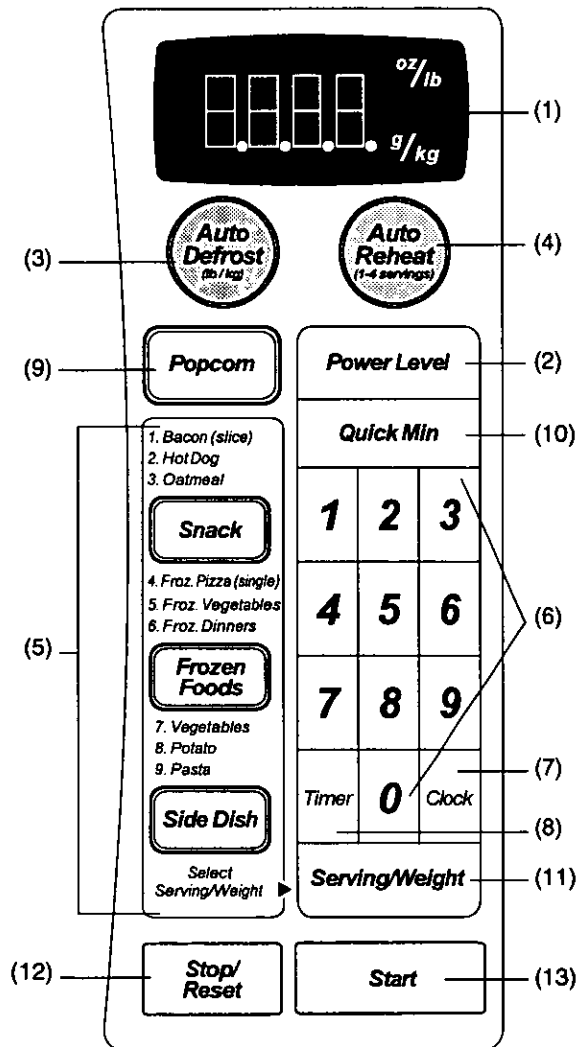 oz/lb
(1)
g/kg
Auto
Defrost
(lb / kg)
(3)
Auto
Reheat
(1-4 servings)
(4)
(9)
Popcorn
Power Level
(2)
Quick Min
(10)
1. Bacon (slice)
2. Hot Dog
3. Oatmeal
Snack
4. Froz. Pizza (single)
5. Froz. Vegetables
6. Froz. Dinners
(5)
Frozen
Foods
7. Vegetables
8. Potato
9. Pasta
Side Dish
Select
Serving/Weight ▶
1 2 3
4 5 6
(6)
7 8 9
(7)
Timer 0 Clock
(8)
Serving/Weight
(11)
(12)
Stop/
Reset
Start
(13)